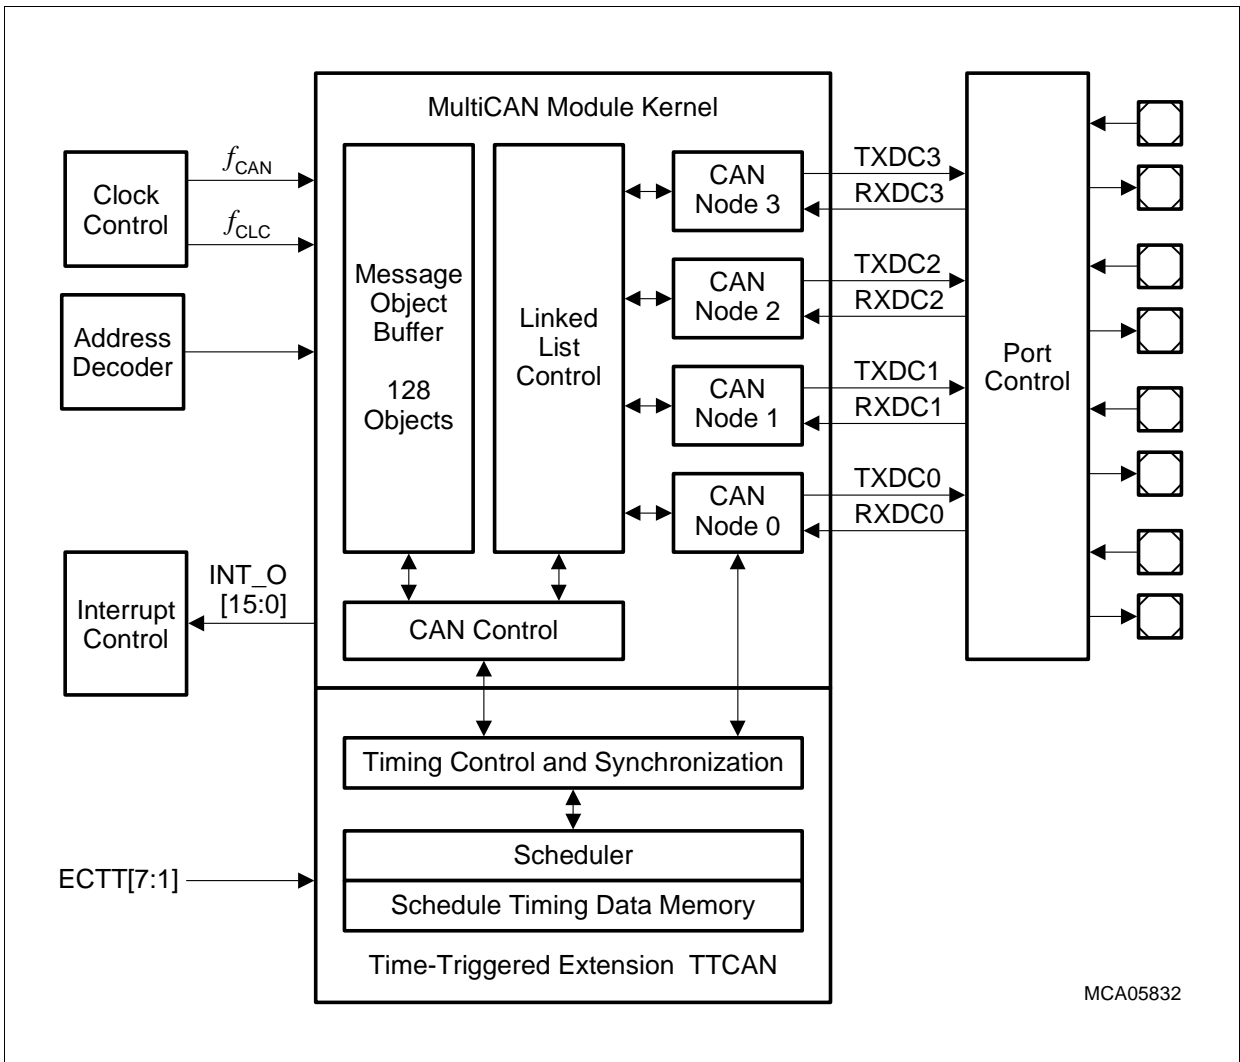 MultiCAN Module Kernel
Clock
Control
fCAN
fCLC
Address
Decoder
Interrupt
Control
INT_O
[15:0]
ECTT[7:1]
Message
Object
Buffer
128
Objects
Linked
List
Control
CAN
Node 3
CAN
Node 2
CAN
Node 1
CAN
Node 0
TXDC3
RXDC3
TXDC2
RXDC2
TXDC1
RXDC1
TXDC0
RXDC0
Port
Control
CAN Control
Timing Control and Synchronization
Scheduler
Schedule Timing Data Memory
Time-Triggered Extension TTCAN
MCA05832